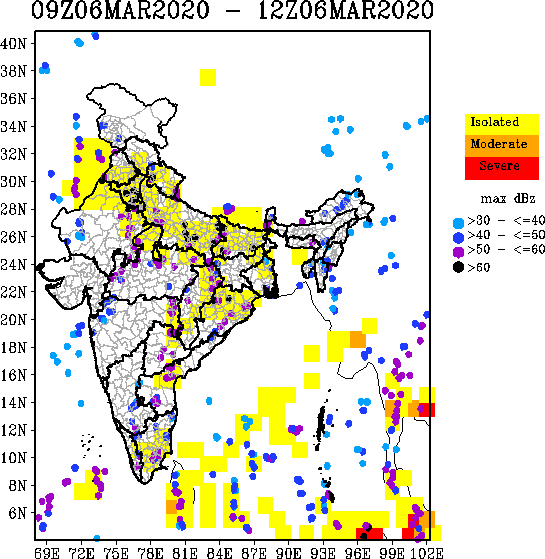 09Z06MAR2020 - 12Z06MAR2020
40N
38N
36N
34N
32N
30N
28N
26N
24N
22N
20N
18N
16N
14N
12N
10N
8N
6N
69E 72E 75E 78E 81E 84E 87E 90E 93E 96E 99E 102E
Isolated
Moderate
Severe
max dBz
>30 - <=40
>40 - <=50
>50 - <=60
>60